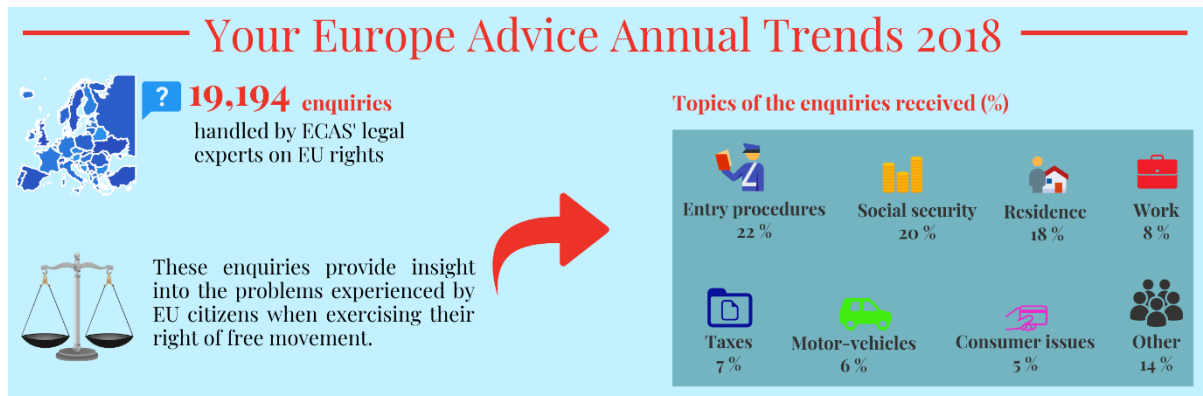 Your Europe Advice Annual Trends 2018
?
19,194 enquiries
handled by ECAS' legal
experts on EU rights
These enquiries provide insight
into the problems experienced by
EU citizens when exercising their
right of free movement.
Topics of the enquiries received (%)
Entry procedures
22 %
Social security
20 %
Residence
18 %
Work
8 %
Taxes
7 %
Motor-vehicles
6 %
Consumer issues
5 %
Other
14 %